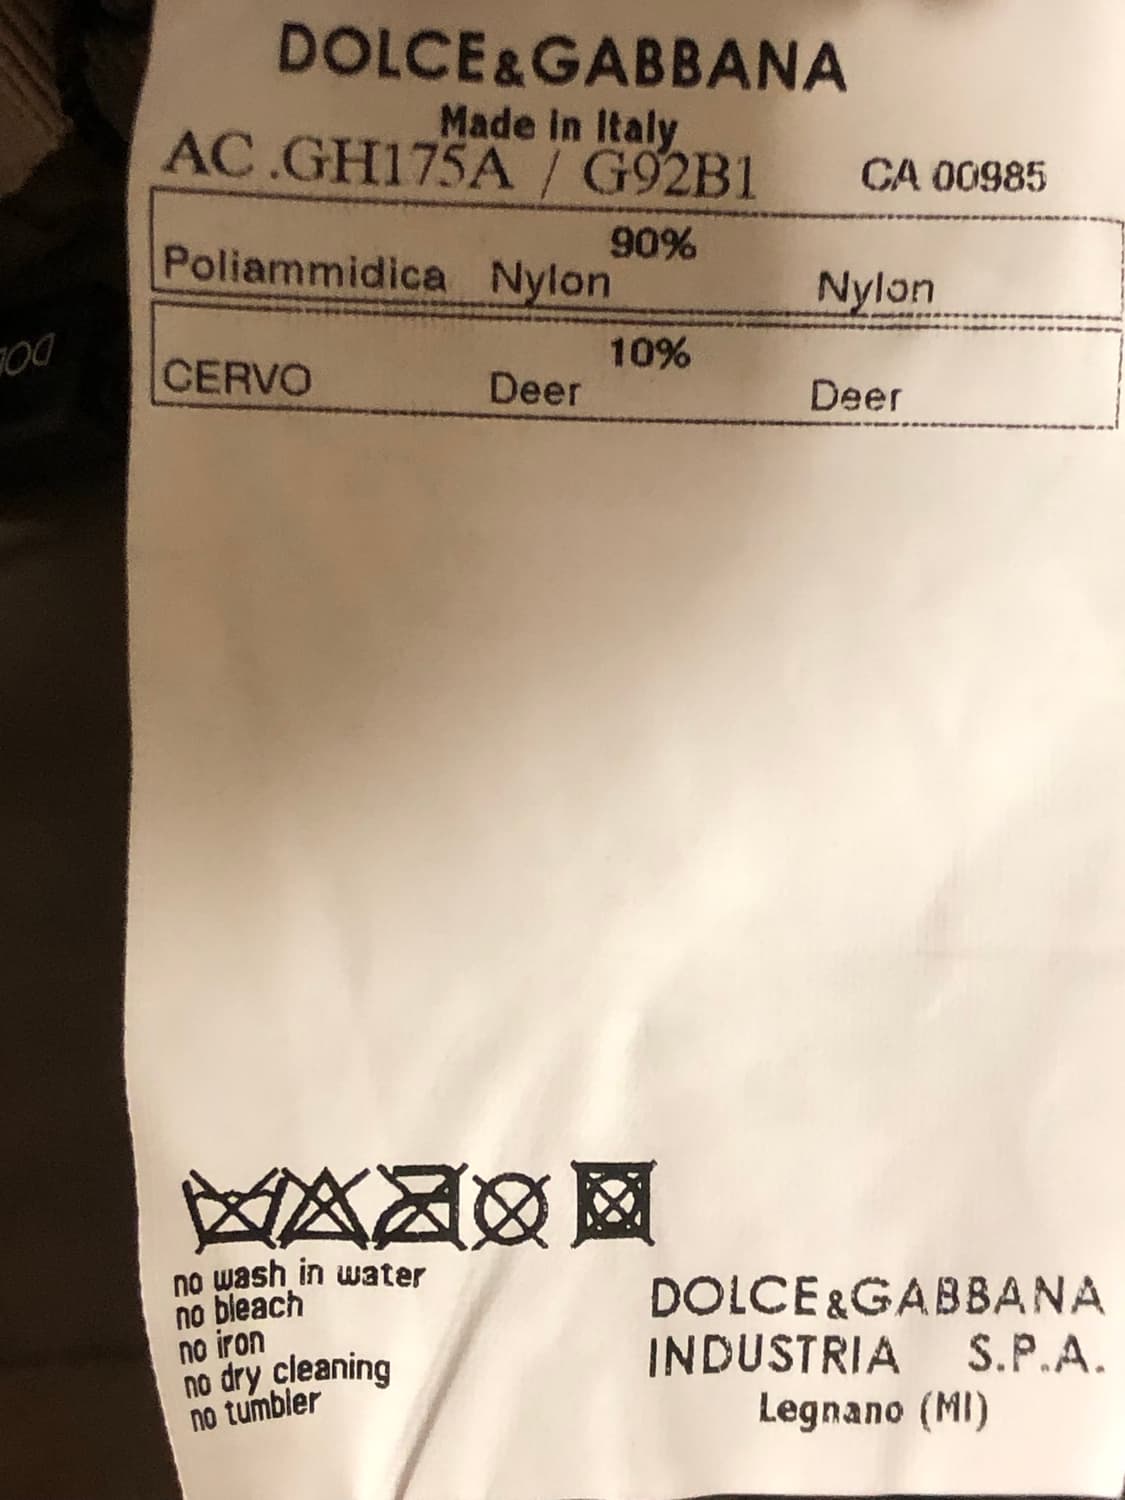 DOLCE&GABBANA
Made in Italy
AC.GH175A / G92B1 CA 00985
90%
Poliammidica Nylon Nylon
10%
CERVO Deer Deer
no wash in water
no bleach
no iron
no dry cleaning
no tumbler
DOLCE&GABBANA
INDUSTRIA S.P.A.
Legnano (MI)